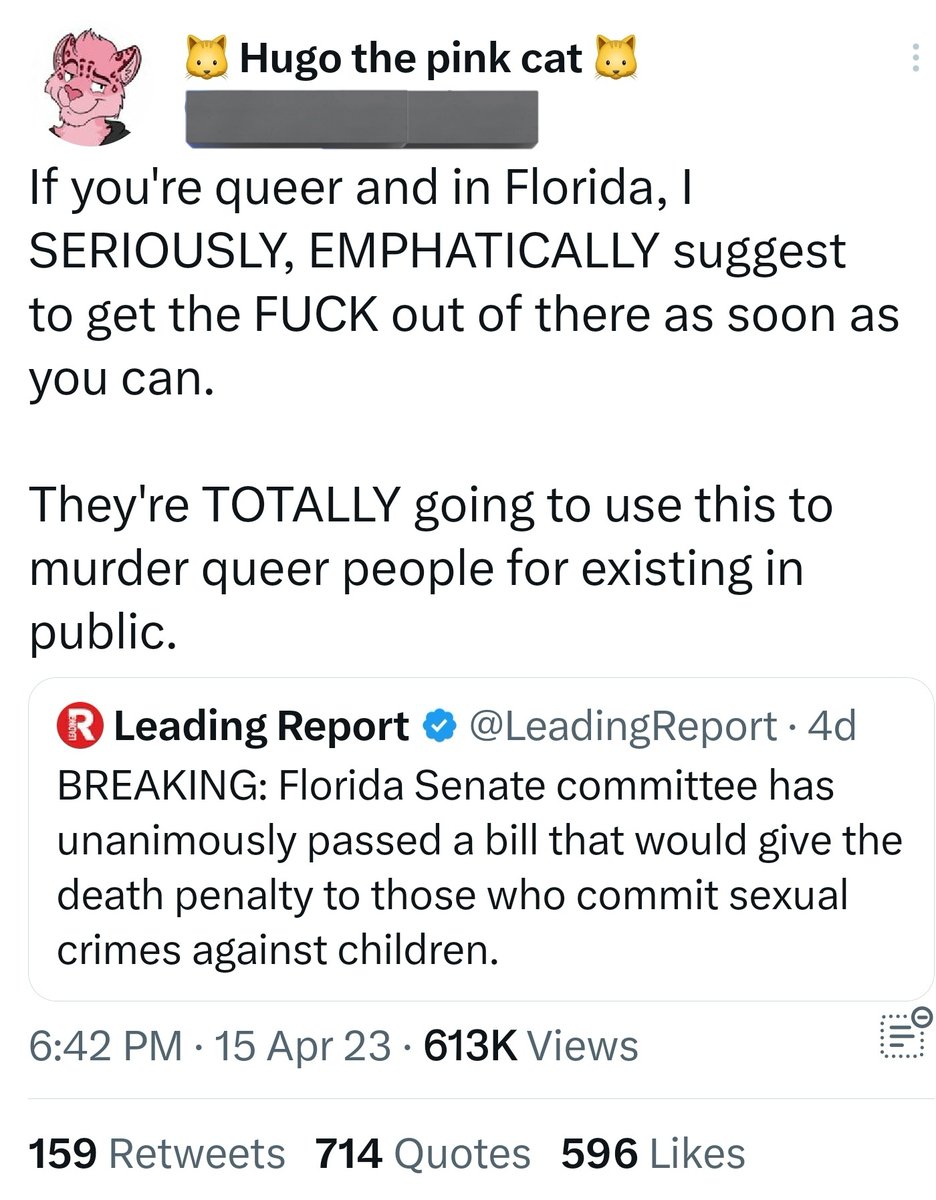 🐱 Hugo the pink cat 🐱
If you're queer and in Florida, I
SERIOUSLY, EMPHATICALLY suggest
to get the FUCK out of there as soon as
you can.
They're TOTALLY going to use this to
murder queer people for existing in
public.
Leading Report @LeadingReport · 4d
BREAKING: Florida Senate committee has
unanimously passed a bill that would give the
death penalty to those who commit sexual
crimes against children.
6:42 PM · 15 Apr 23 · 613K Views
159 Retweets 714 Quotes 596 Likes